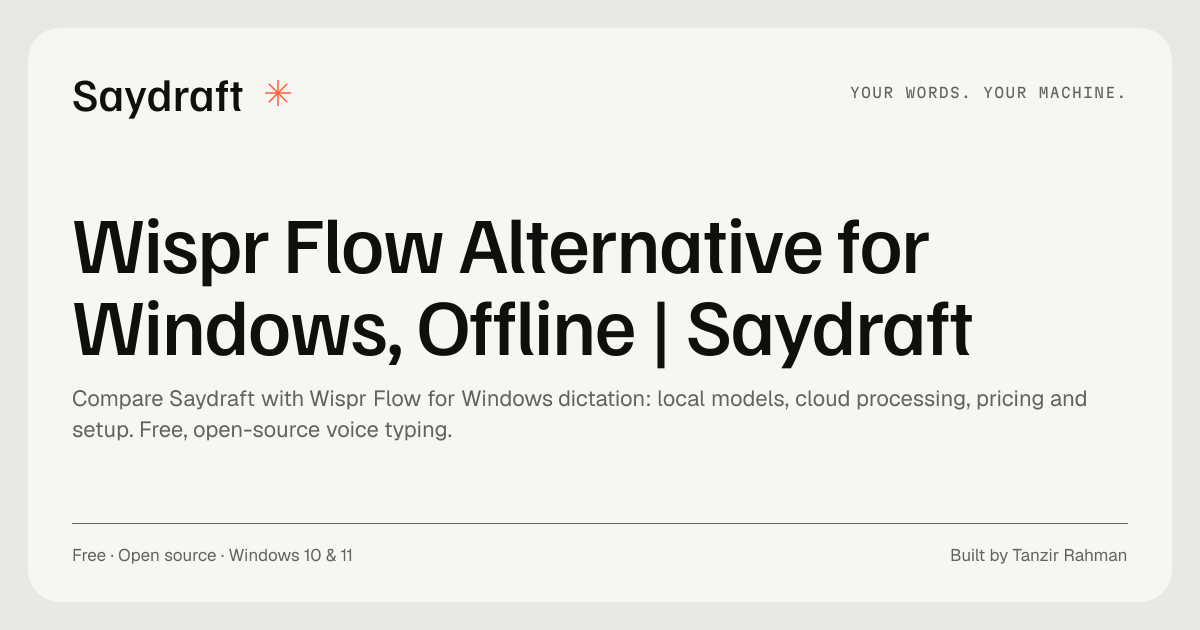 Saydraft
YOUR WORDS. YOUR MACHINE.
Wispr Flow Alternative for
Windows, Offline | Saydraft
Compare Saydraft with Wispr Flow for Windows dictation: local models, cloud processing, pricing and
setup. Free, open-source voice typing.
Free · Open source · Windows 10 & 11
Built by Tanzir Rahman